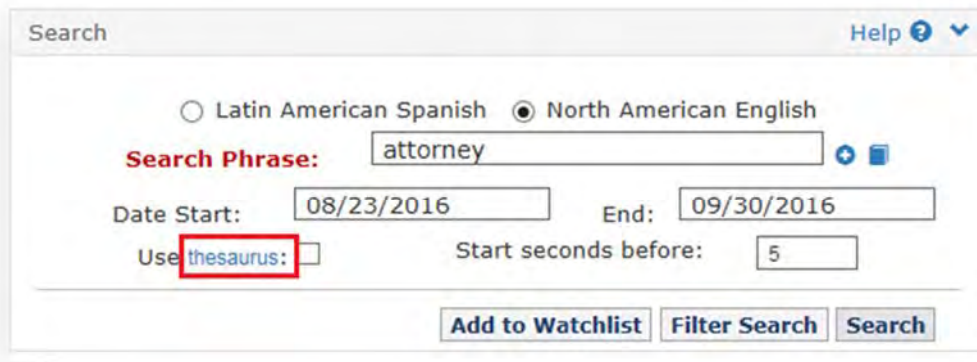 Search Help
Latin American Spanish North American English
Search Phrase: attorney
Date Start: 08/23/2016 End: 09/30/2016
Use thesaurus: Start seconds before: 5
Add to Watchlist Filter Search Search